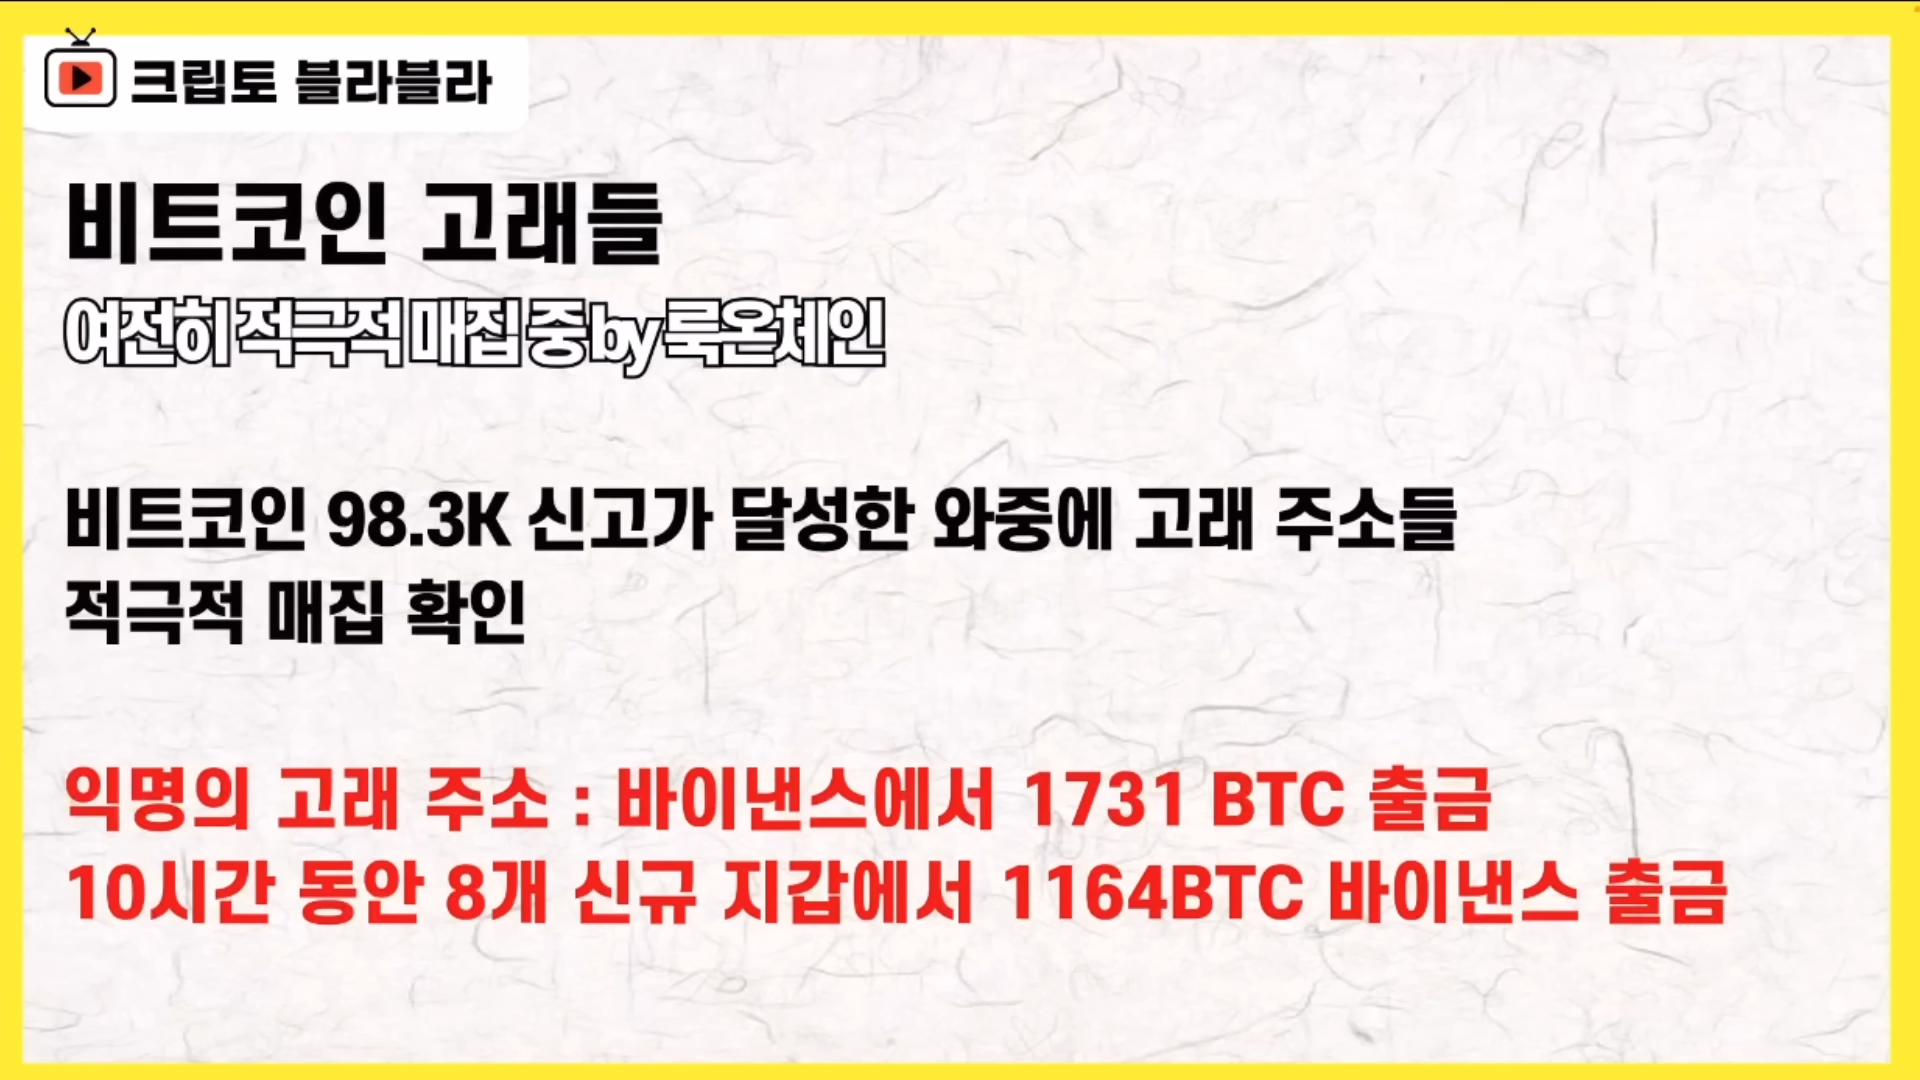 크립토 블라블라
비트코인 고래들
여전히 적극적 매집 중 by 룩온체인
비트코인 98.3K 신고가 달성한 와중에 고래 주소들
적극적 매집 확인
익명의 고래 주소 : 바이낸스에서 1731 BTC 출금
10시간 동안 8개 신규 지갑에서 1164BTC 바이낸스 출금